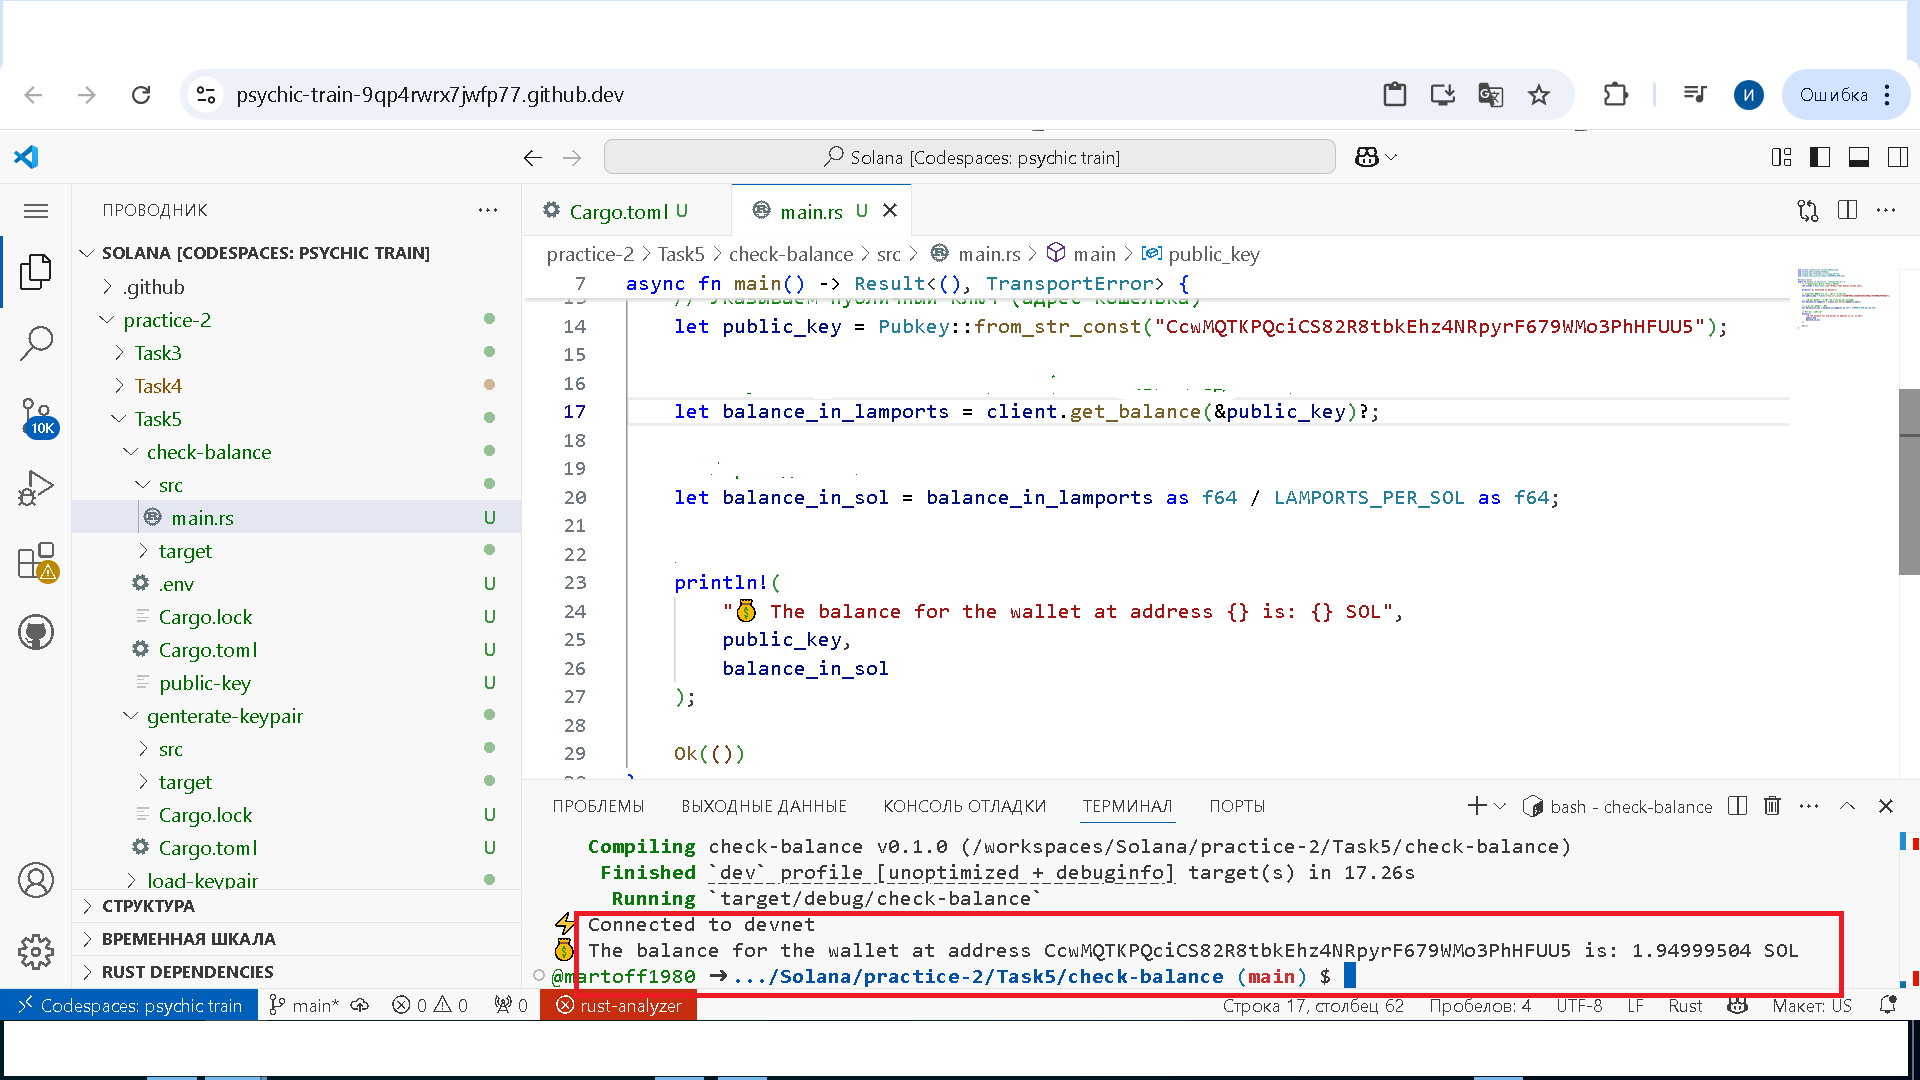 psychic-train-9qp4rwrx7jwfp77.github.dev
И
Ошибка
Solana [Codespaces: psychic train]
ПРОВОДНИК
SOLANA [CODESPACES: PSYCHIC TRAIN]
.github
practice-2
Task3
Task4
Task5
check-balance
src
main.rs U
target
.env U
Cargo.lock U
Cargo.toml U
public-key U
genterate-keypair
src
target
Cargo.lock U
Cargo.toml U
load-keypair
СТРУКТУРА
ВРЕМЕННАЯ ШКАЛА
RUST DEPENDENCIES
10K
Cargo.toml U
main.rs U
practice-2 > Task5 > check-balance > src > main.rs > main > public_key
7 async fn main() -> Result<(), TransportError> {
// Указываем публичный ключ (адрес кошелька)
14 let public_key = Pubkey::from_str_const("CcwMQTKPQciCS82R8tbkEhz4NRpyrF679WMo3PhHFUU5");
15
16
17 let balance_in_lamports = client.get_balance(&public_key)?;
18
19
20 let balance_in_sol = balance_in_lamports as f64 / LAMPORTS_PER_SOL as f64;
21
22
23 println!(
24 "💰 The balance for the wallet at address {} is: {} SOL",
25 public_key,
26 balance_in_sol
27 );
28
29 Ok(())
}
ПРОБЛЕМЫ ВЫХОДНЫЕ ДАННЫЕ КОНСОЛЬ ОТЛАДКИ ТЕРМИНАЛ ПОРТЫ
bash - check-balance
Compiling check-balance v0.1.0 (/workspaces/Solana/practice-2/Task5/check-balance)
Finished `dev` profile [unoptimized + debuginfo] target(s) in 17.26s
Running `target/debug/check-balance`
⚡ Connected to devnet
💰 The balance for the wallet at address CcwMQTKPQciCS82R8tbkEhz4NRpyrF679WMo3PhHFUU5 is: 1.94999504 SOL
@martoff1980 ➜ .../Solana/practice-2/Task5/check-balance (main) $
Codespaces: psychic train main* 0 0 0 rust-analyzer Строка 17, столбец 62 Пробелов: 4 UTF-8 LF Rust Макет: US